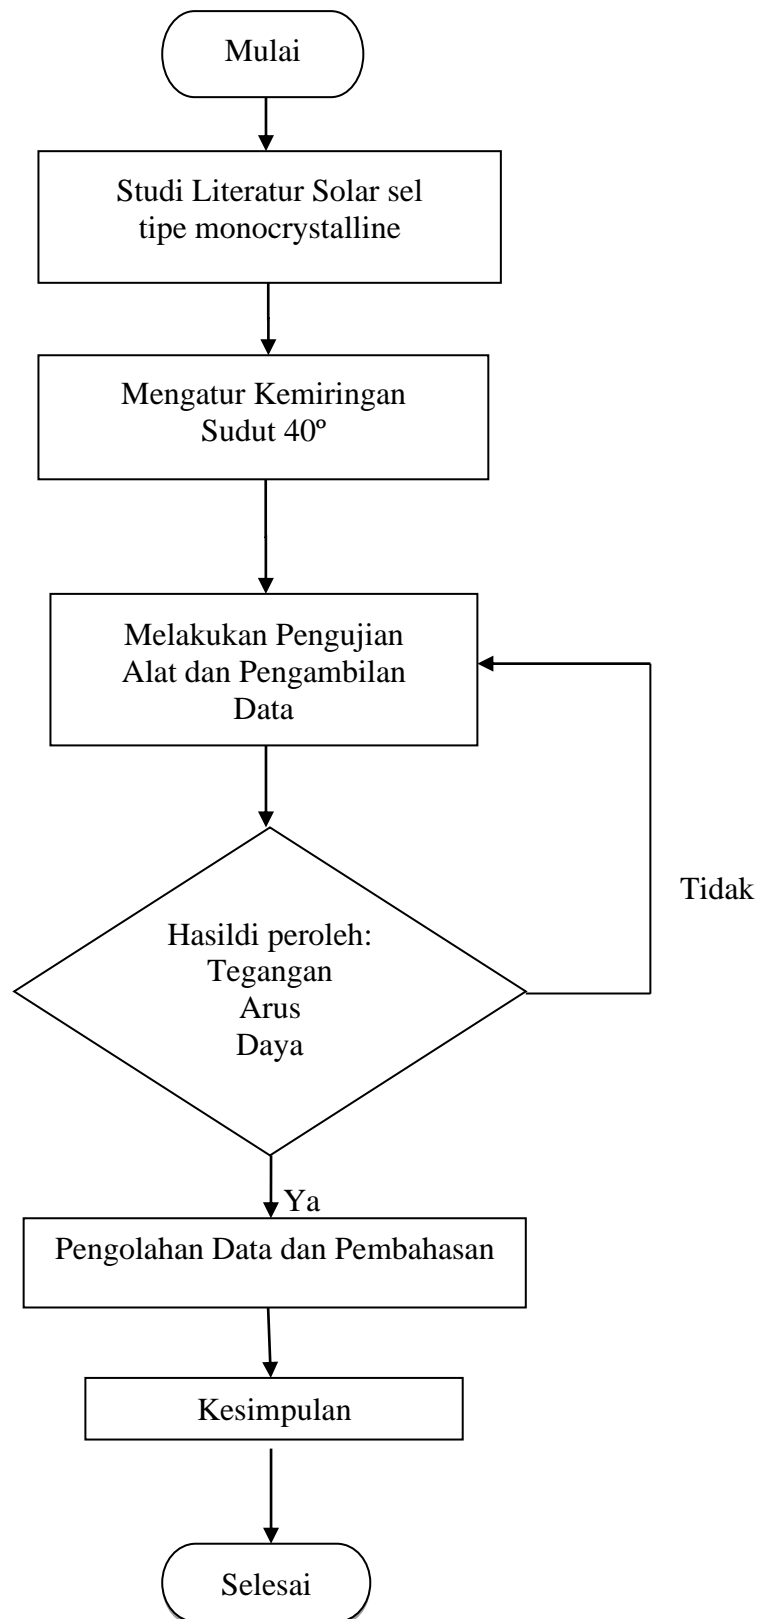 Mulai
Studi Literatur Solar sel
tipe monocrystalline
Mengatur Kemiringan
Sudut 40º
Melakukan Pengujian
Alat dan Pengambilan
Data
Tidak
Hasildi peroleh:
Tegangan
Arus
Daya
Ya
Pengolahan Data dan Pembahasan
Kesimpulan
Selesai